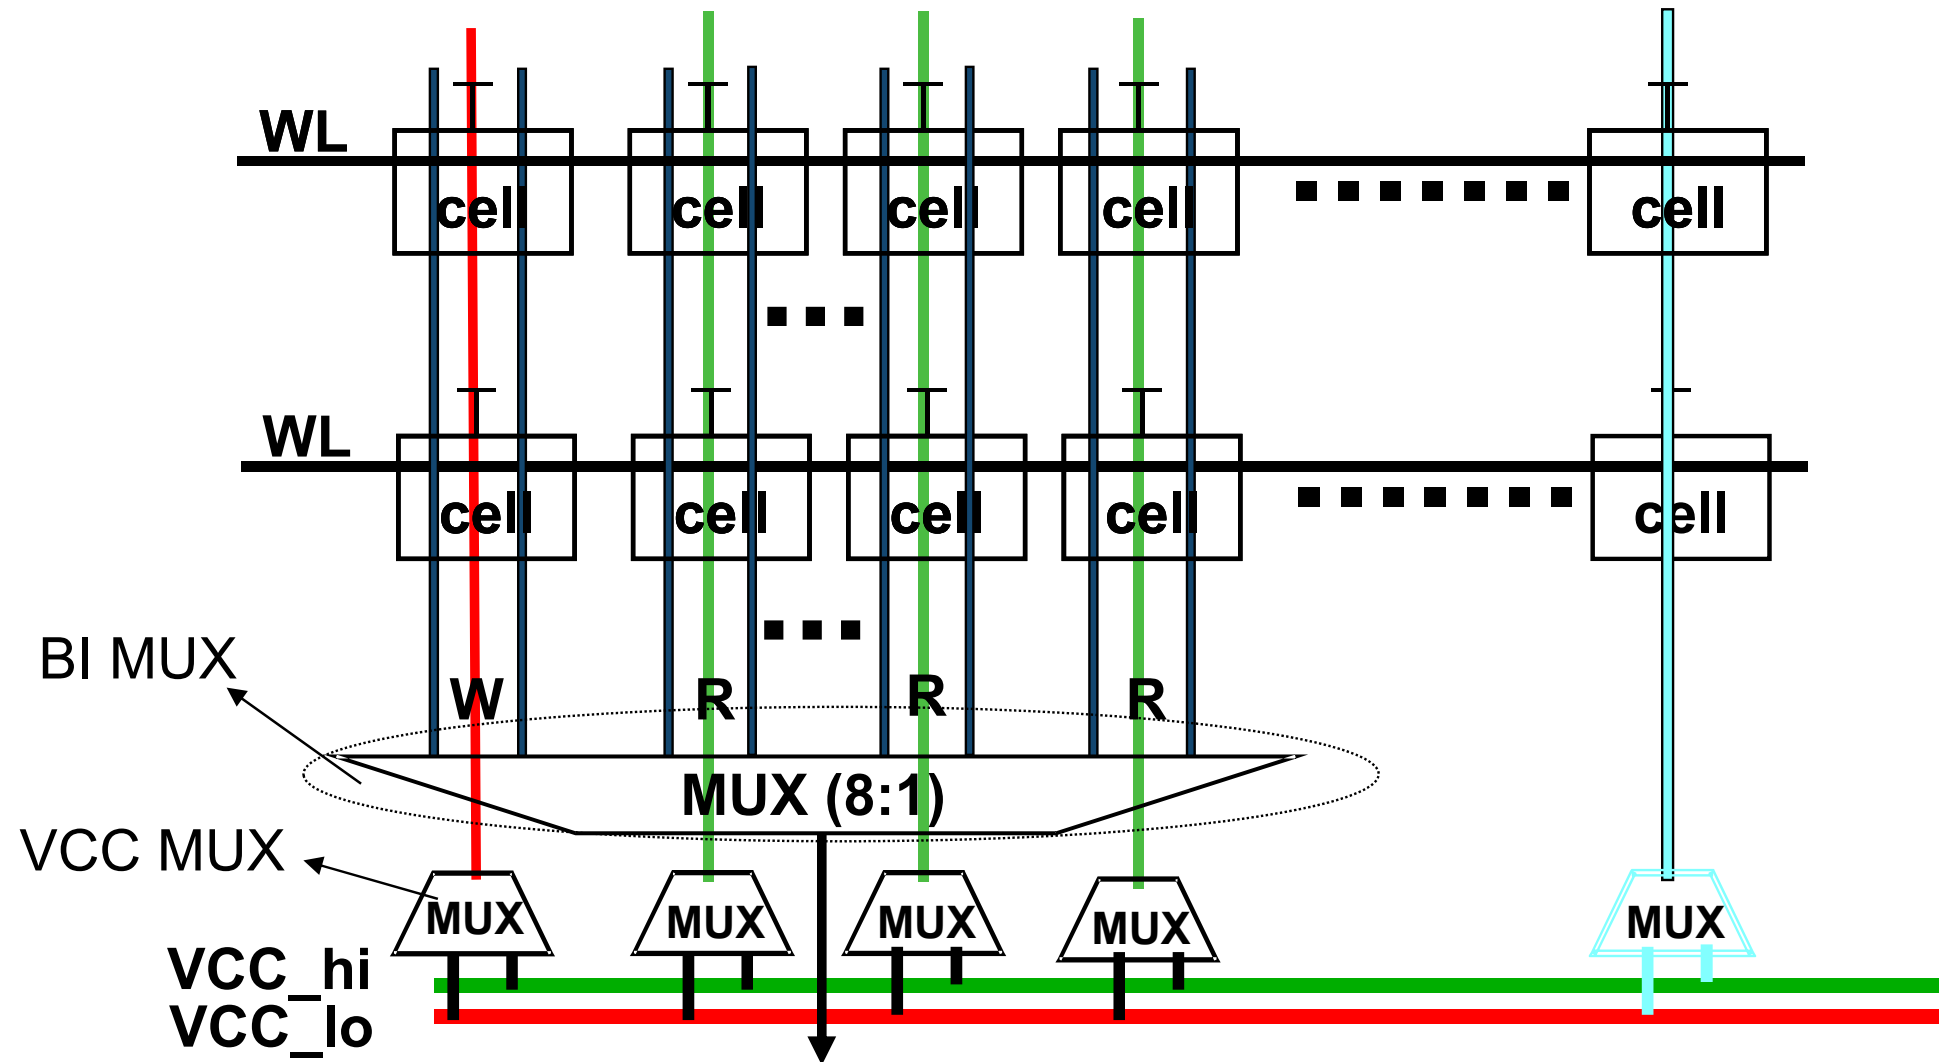 WL
cell cell cell cell cell
WL
cell cell cell cell cell
BI MUX
W R R R
MUX (8:1)
VCC MUX
MUX MUX MUX MUX MUX
VCC_hi
VCC_lo